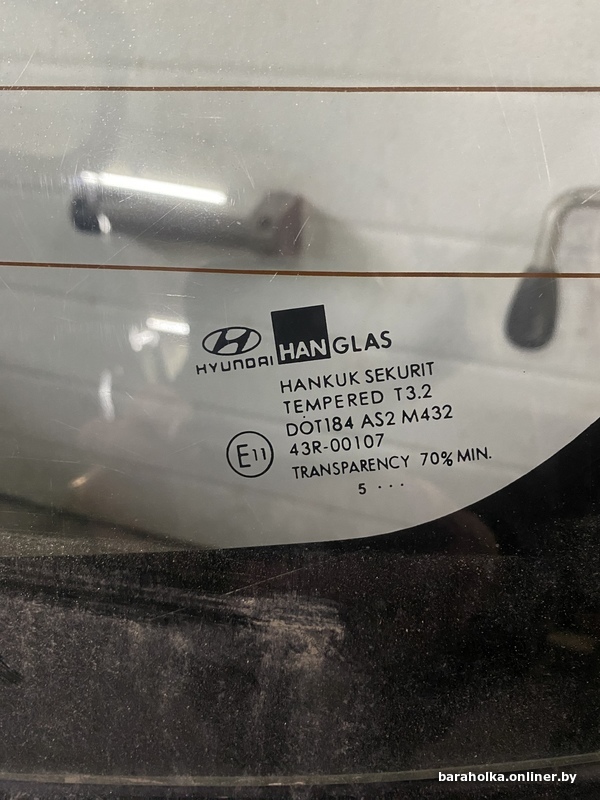 HYUNDAI
HANGLAS
HANKUK SEKURIT
TEMPERED T3.2
DOT184 AS2 M432
E11
43R-00107
TRANSPARENCY 70% MIN.
5 · · ·
baraholka.onliner.by